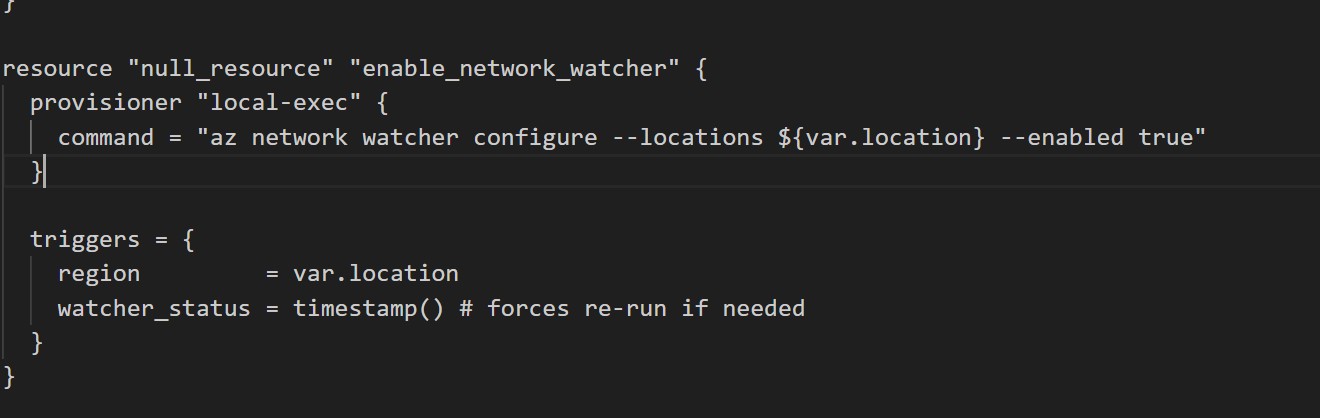 }
resource "null_resource" "enable_network_watcher" {
  provisioner "local-exec" {
    command = "az network watcher configure --locations ${var.location} --enabled true"
  }
  triggers = {
    region         = var.location
    watcher_status = timestamp() # forces re-run if needed
  }
}